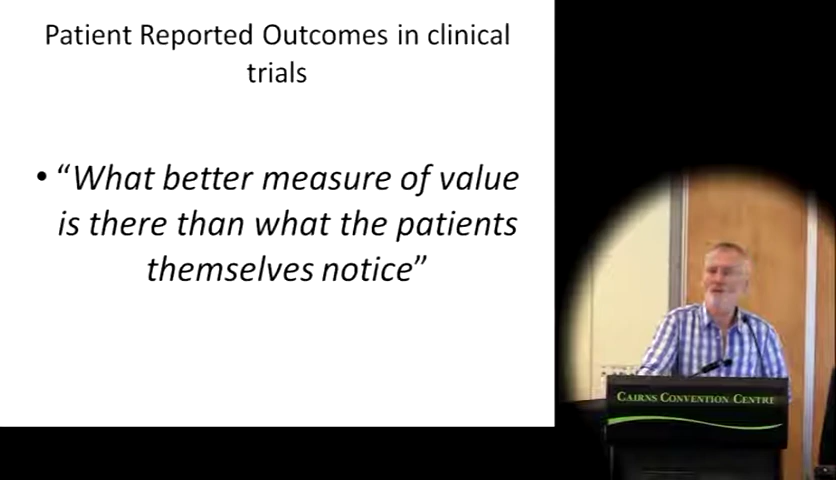 Patient Reported Outcomes in clinical
trials
• “What better measure of value
is there than what the patients
themselves notice”
CAIRNS CONVENTION CENTRE